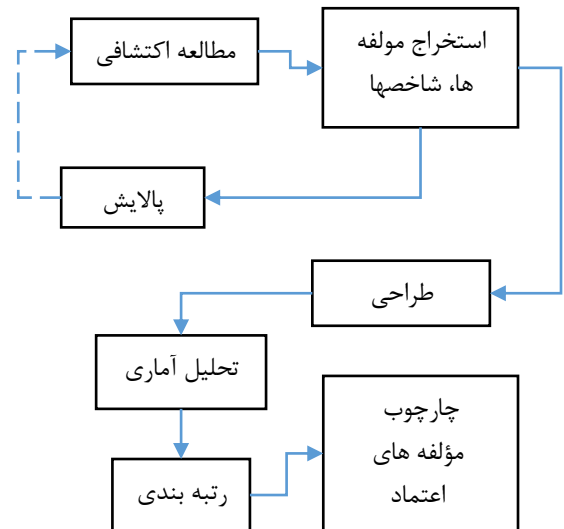 مطالعه اکتشافی
استخراج مولفه
ها، شاخصها
پالایش
طراحی
تحلیل آماری
رتبه بندی
چارچوب
مؤلفه های
اعتماد